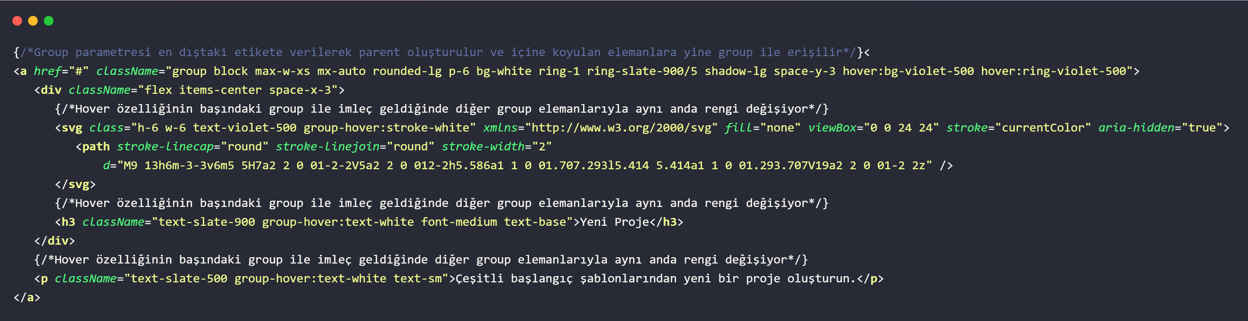 {/*Group parametresi en dıştaki etikete verilerek parent oluşturulur ve içine koyulan elemanlara yine group ile erişilir*/}<
<a href="#" className="group block max-w-xs mx-auto rounded-lg p-6 bg-white ring-1 ring-slate-900/5 shadow-lg space-y-3 hover:bg-violet-500 hover:ring-violet-500">
<div className="flex items-center space-x-3">
{/*Hover özelliğinin başındaki group ile imleç geldiğinde diğer group elemanlarıyla aynı anda rengi değişiyor*/}
<svg class="h-6 w-6 text-violet-500 group-hover:stroke-white" xmlns="http://www.w3.org/2000/svg" fill="none" viewBox="0 0 24 24" stroke="currentColor" aria-hidden="true">
<path stroke-linecap="round" stroke-linejoin="round" stroke-width="2"
d="M9 13h6m-3-3v6m5 5H7a2 2 0 01-2-2V5a2 2 0 012-2h5.586a1 1 0 01.707.293l5.414 5.414a1 1 0 01.293.707V19a2 2 0 01-2 2z" />
</svg>
{/*Hover özelliğinin başındaki group ile imleç geldiğinde diğer group elemanlarıyla aynı anda rengi değişiyor*/}
<h3 className="text-slate-900 group-hover:text-white font-medium text-base">Yeni Proje</h3>
</div>
{/*Hover özelliğinin başındaki group ile imleç geldiğinde diğer group elemanlarıyla aynı anda rengi değişiyor*/}
<p className="text-slate-500 group-hover:text-white text-sm">Çeşitli başlangıç şablonlarından yeni bir proje oluşturun.</p>
</a>